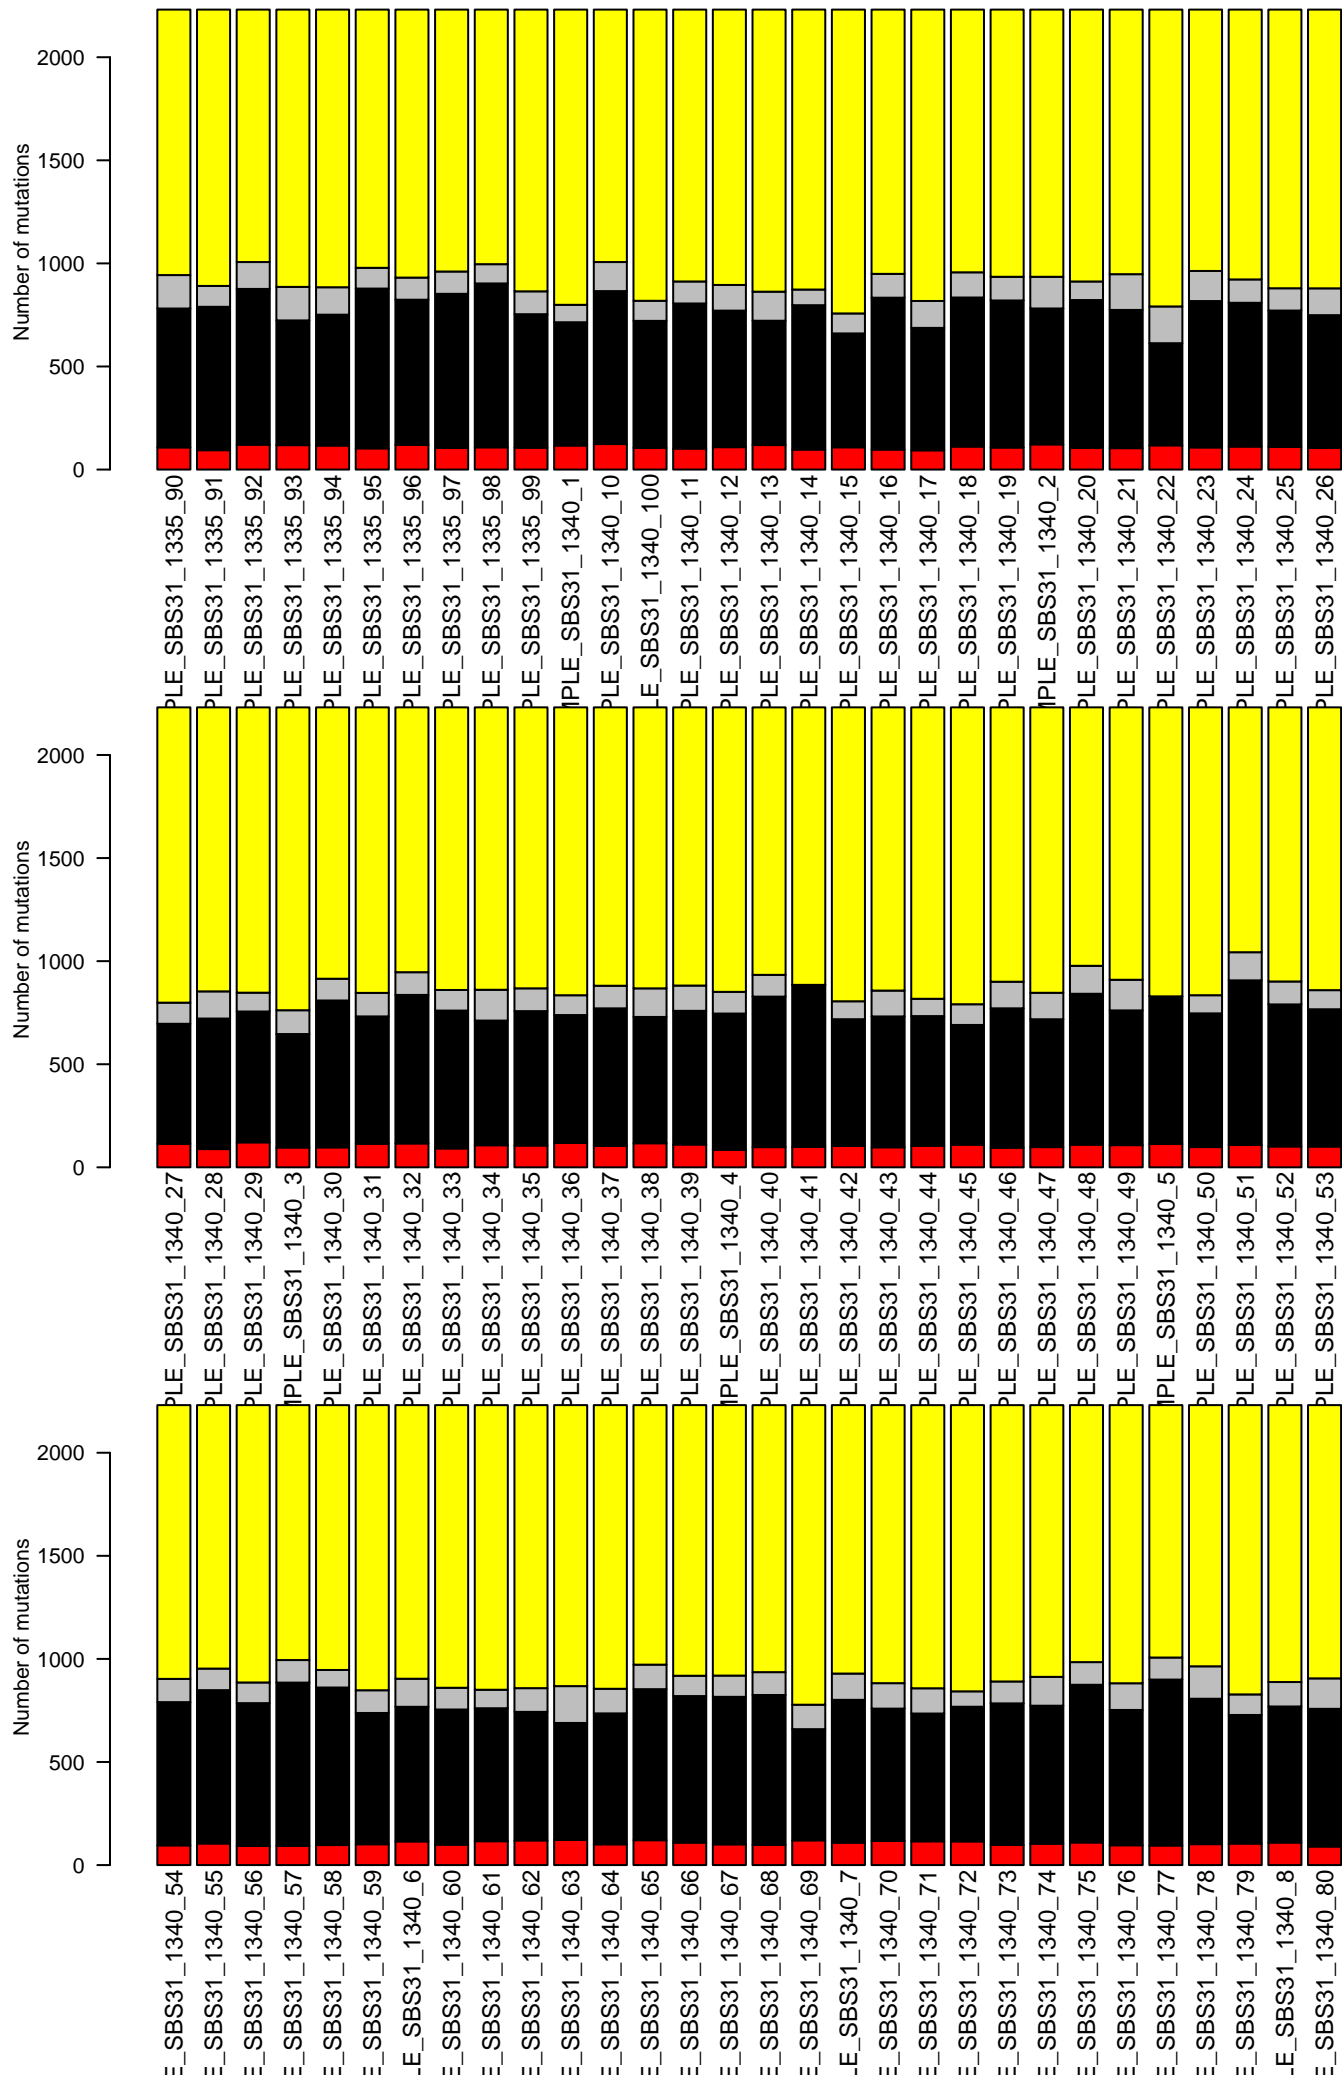 Number of mutations
2000
1500
1000
500
0
PLE_SBS31_1335_90
PLE_SBS31_1335_91
PLE_SBS31_1335_92
PLE_SBS31_1335_93
PLE_SBS31_1335_94
PLE_SBS31_1335_95
PLE_SBS31_1335_96
PLE_SBS31_1335_97
PLE_SBS31_1335_98
PLE_SBS31_1335_99
MPLE_SBS31_1340_1
PLE_SBS31_1340_10
LE_SBS31_1340_100
PLE_SBS31_1340_11
PLE_SBS31_1340_12
PLE_SBS31_1340_13
PLE_SBS31_1340_14
PLE_SBS31_1340_15
PLE_SBS31_1340_16
PLE_SBS31_1340_17
PLE_SBS31_1340_18
PLE_SBS31_1340_19
MPLE_SBS31_1340_2
PLE_SBS31_1340_20
PLE_SBS31_1340_21
PLE_SBS31_1340_22
PLE_SBS31_1340_23
PLE_SBS31_1340_24
PLE_SBS31_1340_25
PLE_SBS31_1340_26
Number of mutations
2000
1500
1000
500
0
PLE_SBS31_1340_27
PLE_SBS31_1340_28
PLE_SBS31_1340_29
MPLE_SBS31_1340_3
PLE_SBS31_1340_30
PLE_SBS31_1340_31
PLE_SBS31_1340_32
PLE_SBS31_1340_33
PLE_SBS31_1340_34
PLE_SBS31_1340_35
PLE_SBS31_1340_36
PLE_SBS31_1340_37
PLE_SBS31_1340_38
PLE_SBS31_1340_39
MPLE_SBS31_1340_4
PLE_SBS31_1340_40
PLE_SBS31_1340_41
PLE_SBS31_1340_42
PLE_SBS31_1340_43
PLE_SBS31_1340_44
PLE_SBS31_1340_45
PLE_SBS31_1340_46
PLE_SBS31_1340_47
PLE_SBS31_1340_48
PLE_SBS31_1340_49
MPLE_SBS31_1340_5
PLE_SBS31_1340_50
PLE_SBS31_1340_51
PLE_SBS31_1340_52
PLE_SBS31_1340_53
Number of mutations
2000
1500
1000
500
0
E_SBS31_1340_54
E_SBS31_1340_55
E_SBS31_1340_56
E_SBS31_1340_57
E_SBS31_1340_58
E_SBS31_1340_59
LE_SBS31_1340_6
E_SBS31_1340_60
E_SBS31_1340_61
E_SBS31_1340_62
E_SBS31_1340_63
E_SBS31_1340_64
E_SBS31_1340_65
E_SBS31_1340_66
E_SBS31_1340_67
E_SBS31_1340_68
E_SBS31_1340_69
LE_SBS31_1340_7
E_SBS31_1340_70
E_SBS31_1340_71
E_SBS31_1340_72
E_SBS31_1340_73
E_SBS31_1340_74
E_SBS31_1340_75
E_SBS31_1340_76
E_SBS31_1340_77
E_SBS31_1340_78
E_SBS31_1340_79
LE_SBS31_1340_8
E_SBS31_1340_80